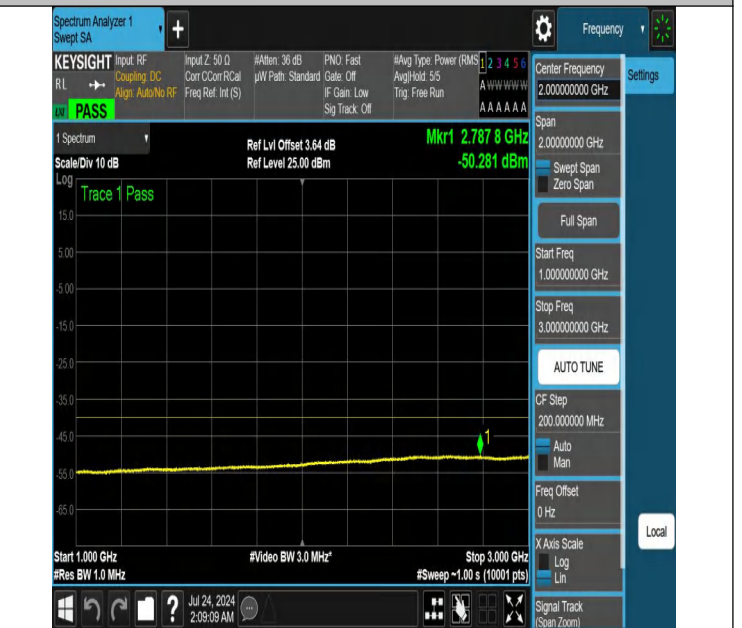 Spectrum Analyzer 1
Swept SA
+
Frequency
KEYSIGHT
RL
PASS
Input: RF
Coupling: DC
Align: Auto/No RF
Input Z: 50 Ω
Corr CCorr RCal
Freq Ref: Int (S)
#Atten: 36 dB
µW Path: Standard
PNO: Fast
Gate: Off
IF Gain: Low
Sig Track: Off
#Avg Type: Power (RMS
Avg|Hold: 5/5
Trig: Free Run
1 2 3 4 5 6
A W W W W W
A A A A A A
1 Spectrum
Scale/Div 10 dB
Ref Lvl Offset 3.64 dB
Ref Level 25.00 dBm
Mkr1 2.787 8 GHz
-50.281 dBm
Log
Trace 1 Pass
15.0
5.00
-5.00
-15.0
-25.0
-35.0
-45.0
-55.0
-65.0
1
Start 1.000 GHz
#Res BW 1.0 MHz
#Video BW 3.0 MHz*
Stop 3.000 GHz
#Sweep ~1.00 s (10001 pts)
Center Frequency
2.000000000 GHz
Settings
Span
2.00000000 GHz
Swept Span
Zero Span
Full Span
Start Freq
1.000000000 GHz
Stop Freq
3.000000000 GHz
AUTO TUNE
CF Step
200.000000 MHz
Auto
Man
Freq Offset
0 Hz
X Axis Scale
Log
Lin
Local
Signal Track
(Span Zoom)
?
Jul 24, 2024
2:09:09 AM